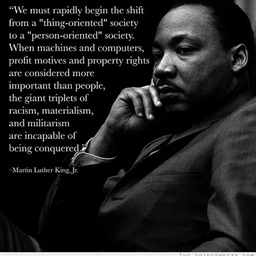 “We must rapidly begin the shift
from a "thing-oriented" society
to a "person-oriented" society.
When machines and computers,
profit motives and property rights
are considered more
important than people,
the giant triplets of
racism, materialism,
and militarism
are incapable of
being conquered
-Martin Luther King, Jr.